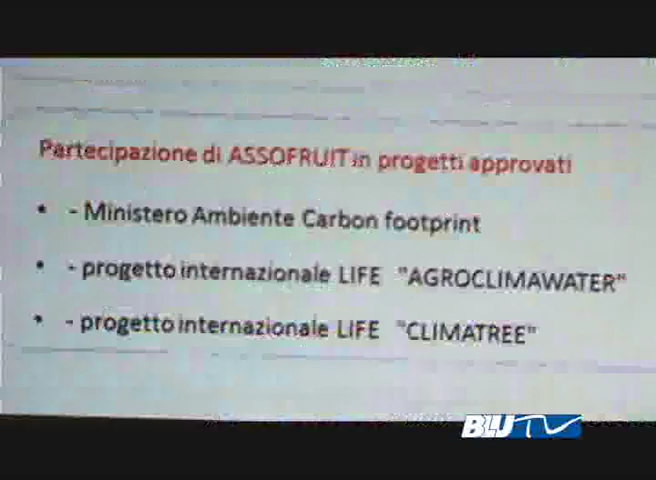 Partecipazione di ASSOFRUIT in progetti approvati
• - Ministero Ambiente Carbon footprint
• - progetto internazionale LIFE "AGROCLIMAWATER"
• - progetto internazionale LIFE "CLIMATREE"
BLU TV